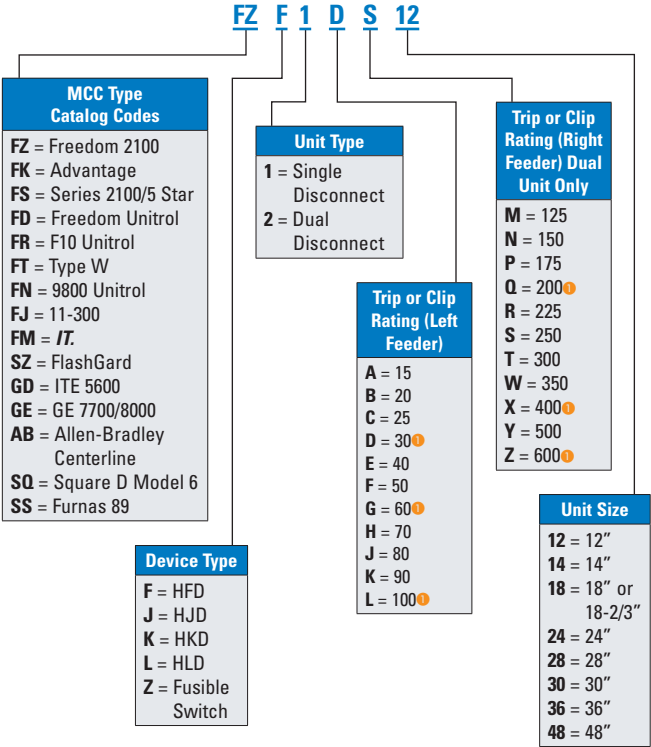 FZ F 1 D S 12
MCC Type
Catalog Codes
FZ = Freedom 2100
FK = Advantage
FS = Series 2100/5 Star
FD = Freedom Unitrol
FR = F10 Unitrol
FT = Type W
FN = 9800 Unitrol
FJ = 11-300
FM = IT.
SZ = FlashGard
GD = ITE 5600
GE = GE 7700/8000
AB = Allen-Bradley
Centerline
SQ = Square D Model 6
SS = Furnas 89
Device Type
F = HFD
J = HJD
K = HKD
L = HLD
Z = Fusible
Switch
Unit Type
1 = Single
Disconnect
2 = Dual
Disconnect
Trip or Clip
Rating (Left
Feeder)
A = 15
B = 20
C = 25
D = 30❶
E = 40
F = 50
G = 60❶
H = 70
J = 80
K = 90
L = 100❶
Trip or Clip
Rating (Right
Feeder) Dual
Unit Only
M = 125
N = 150
P = 175
Q = 200❶
R = 225
S = 250
T = 300
W = 350
X = 400❶
Y = 500
Z = 600❶
Unit Size
12 = 12″
14 = 14″
18 = 18″ or
18-2/3″
24 = 24″
28 = 28″
30 = 30″
36 = 36″
48 = 48″